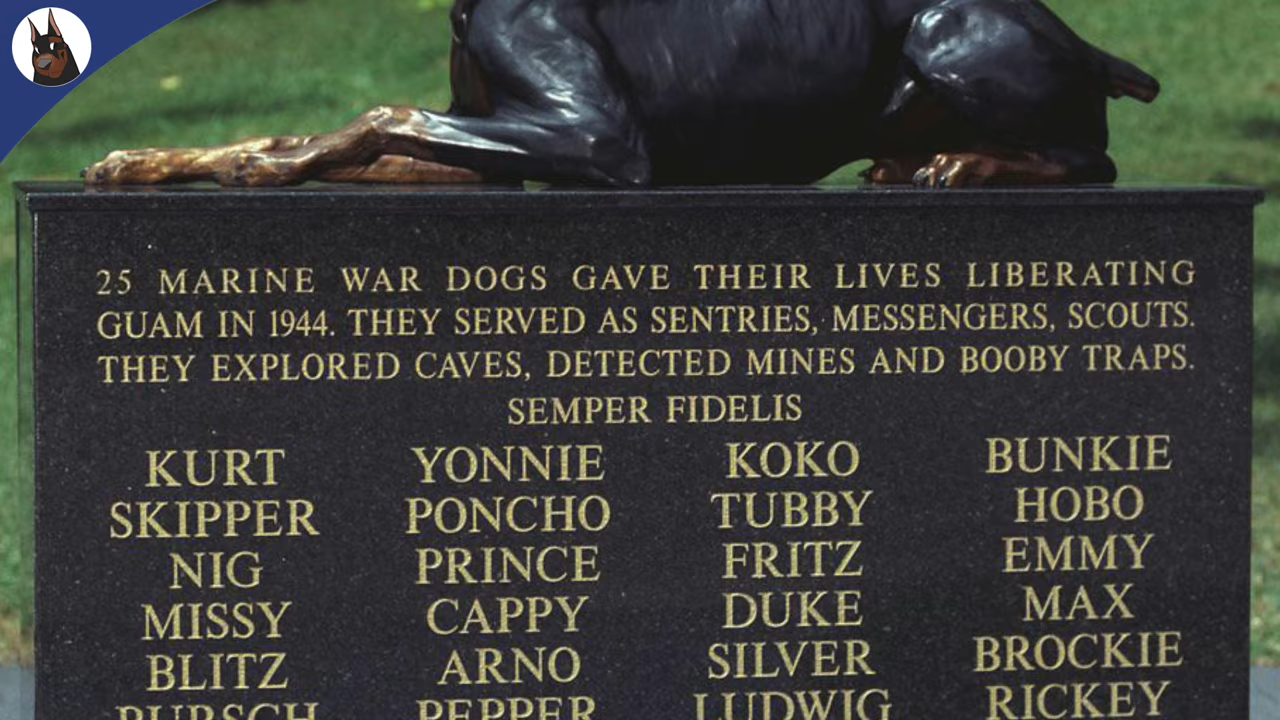 25 MARINE WAR DOGS GAVE THEIR LIVES LIBERATING
GUAM IN 1944. THEY SERVED AS SENTRIES, MESSENGERS, SCOUTS.
THEY EXPLORED CAVES, DETECTED MINES AND BOOBY TRAPS.
SEMPER FIDELIS
KURT YONNIE KOKO BUNKIE
SKIPPER PONCHO TUBBY HOBO
NIG PRINCE FRITZ EMMY
MISSY CAPPY DUKE MAX
BLITZ ARNO SILVER BROCKIE
PEPPER LUDWIG RICKEY